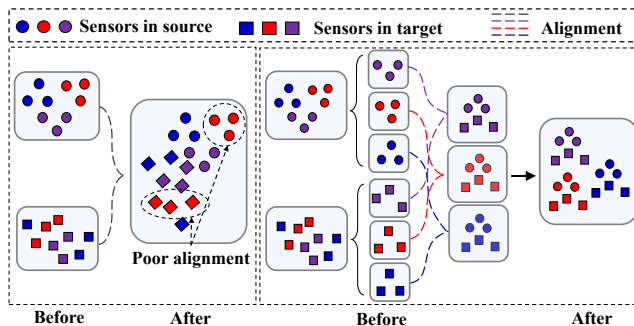 Sensors in source
Sensors in target
Alignment
Poor alignment
Before
After
Before
After